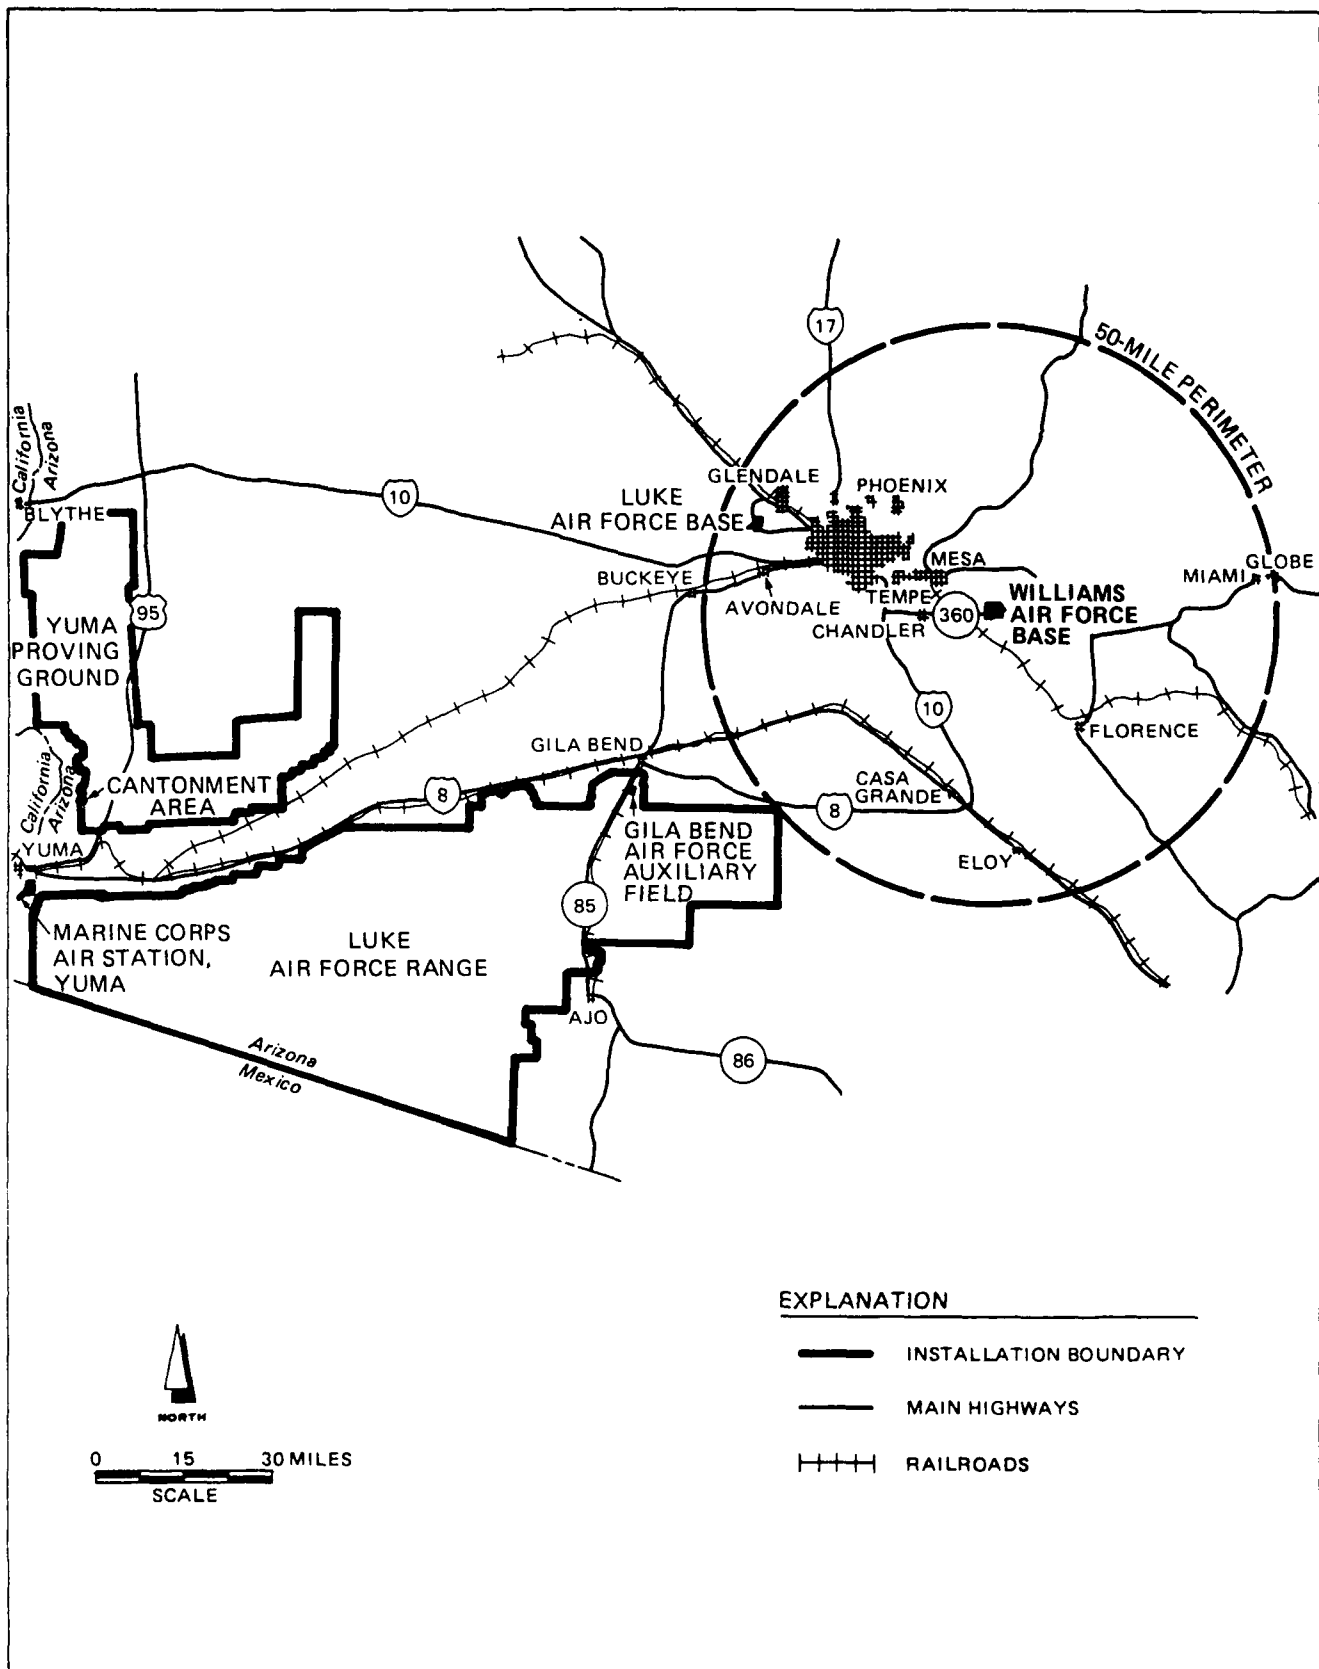 17
50-MILE PERIMETER
California
Arizona
GLENDALE
PHOENIX
10
LUKE
AIR FORCE BASE
BLYTHE
MESA
GLOBE
MIAMI
BUCKEYE
AVONDALE
TEMPE
360
WILLIAMS
AIR FORCE
BASE
CHANDLER
95
YUMA
PROVING
GROUND
10
FLORENCE
GILA BEND
California
Arizona
CANTONMENT
AREA
8
CASA
GRANDE
8
GILA BEND
AIR FORCE
AUXILIARY
FIELD
YUMA
ELOY
85
MARINE CORPS
AIR STATION,
YUMA
LUKE
AIR FORCE RANGE
AJO
Arizona
Mexico
86
EXPLANATION
INSTALLATION BOUNDARY
MAIN HIGHWAYS
RAILROADS
NORTH
0 15 30 MILES
SCALE